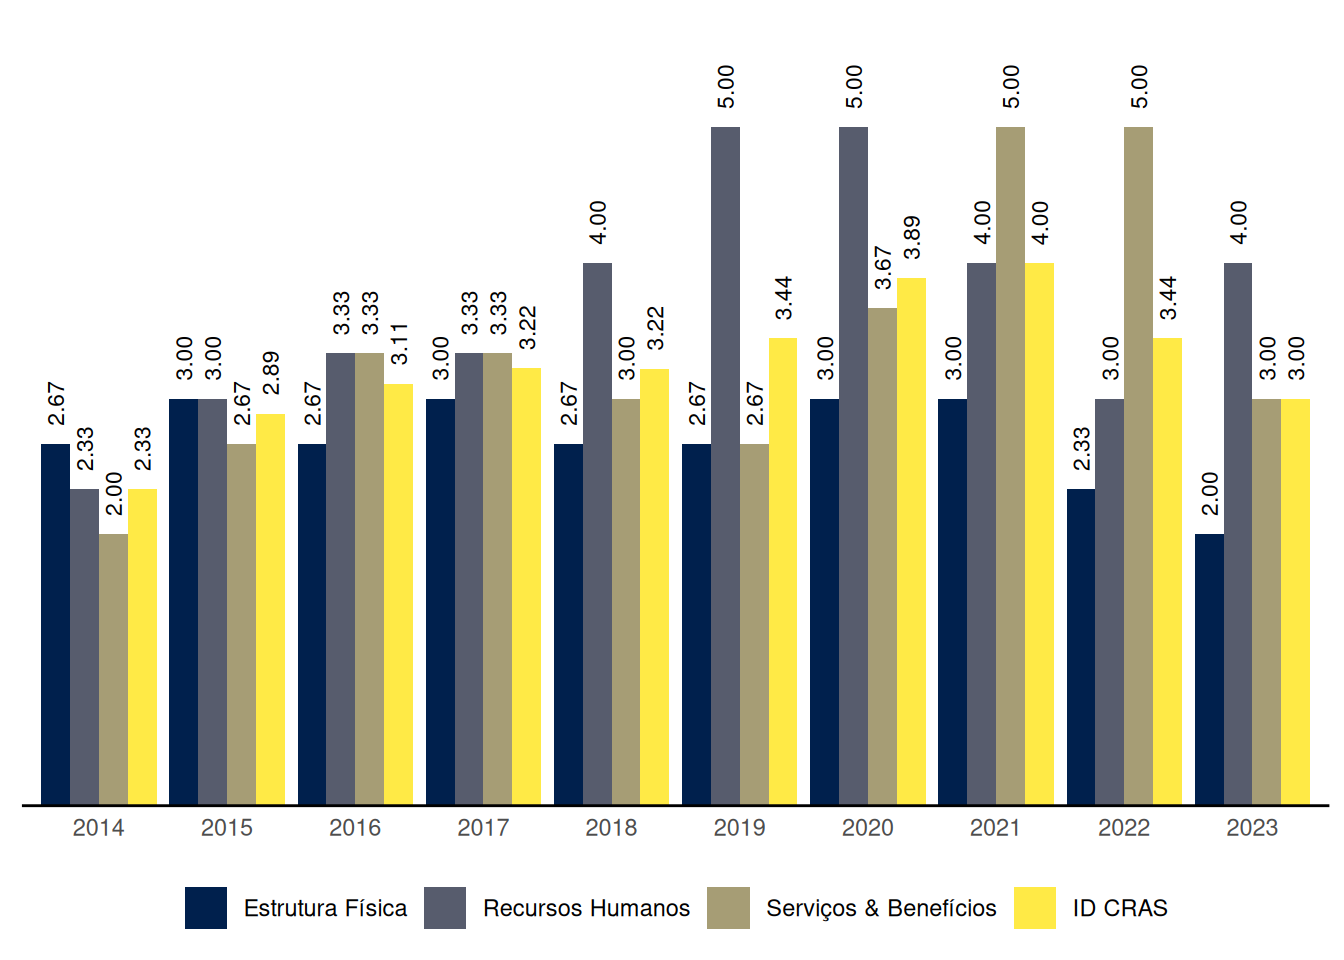 5.00 5.00 5.00 5.00
4.00 4.00 4.00 4.00
3.89
3.67
3.44 3.44
3.33 3.33 3.33 3.33 3.22 3.22
3.11
3.00 3.00 3.00 3.00 3.00 3.00 3.00 3.00 3.00
2.89
2.67 2.67 2.67 2.67 2.67 2.67
2.33 2.33 2.33
2.00 2.00
2014 2015 2016 2017 2018 2019 2020 2021 2022 2023
Estrutura Física Recursos Humanos Serviços & Benefícios ID CRAS